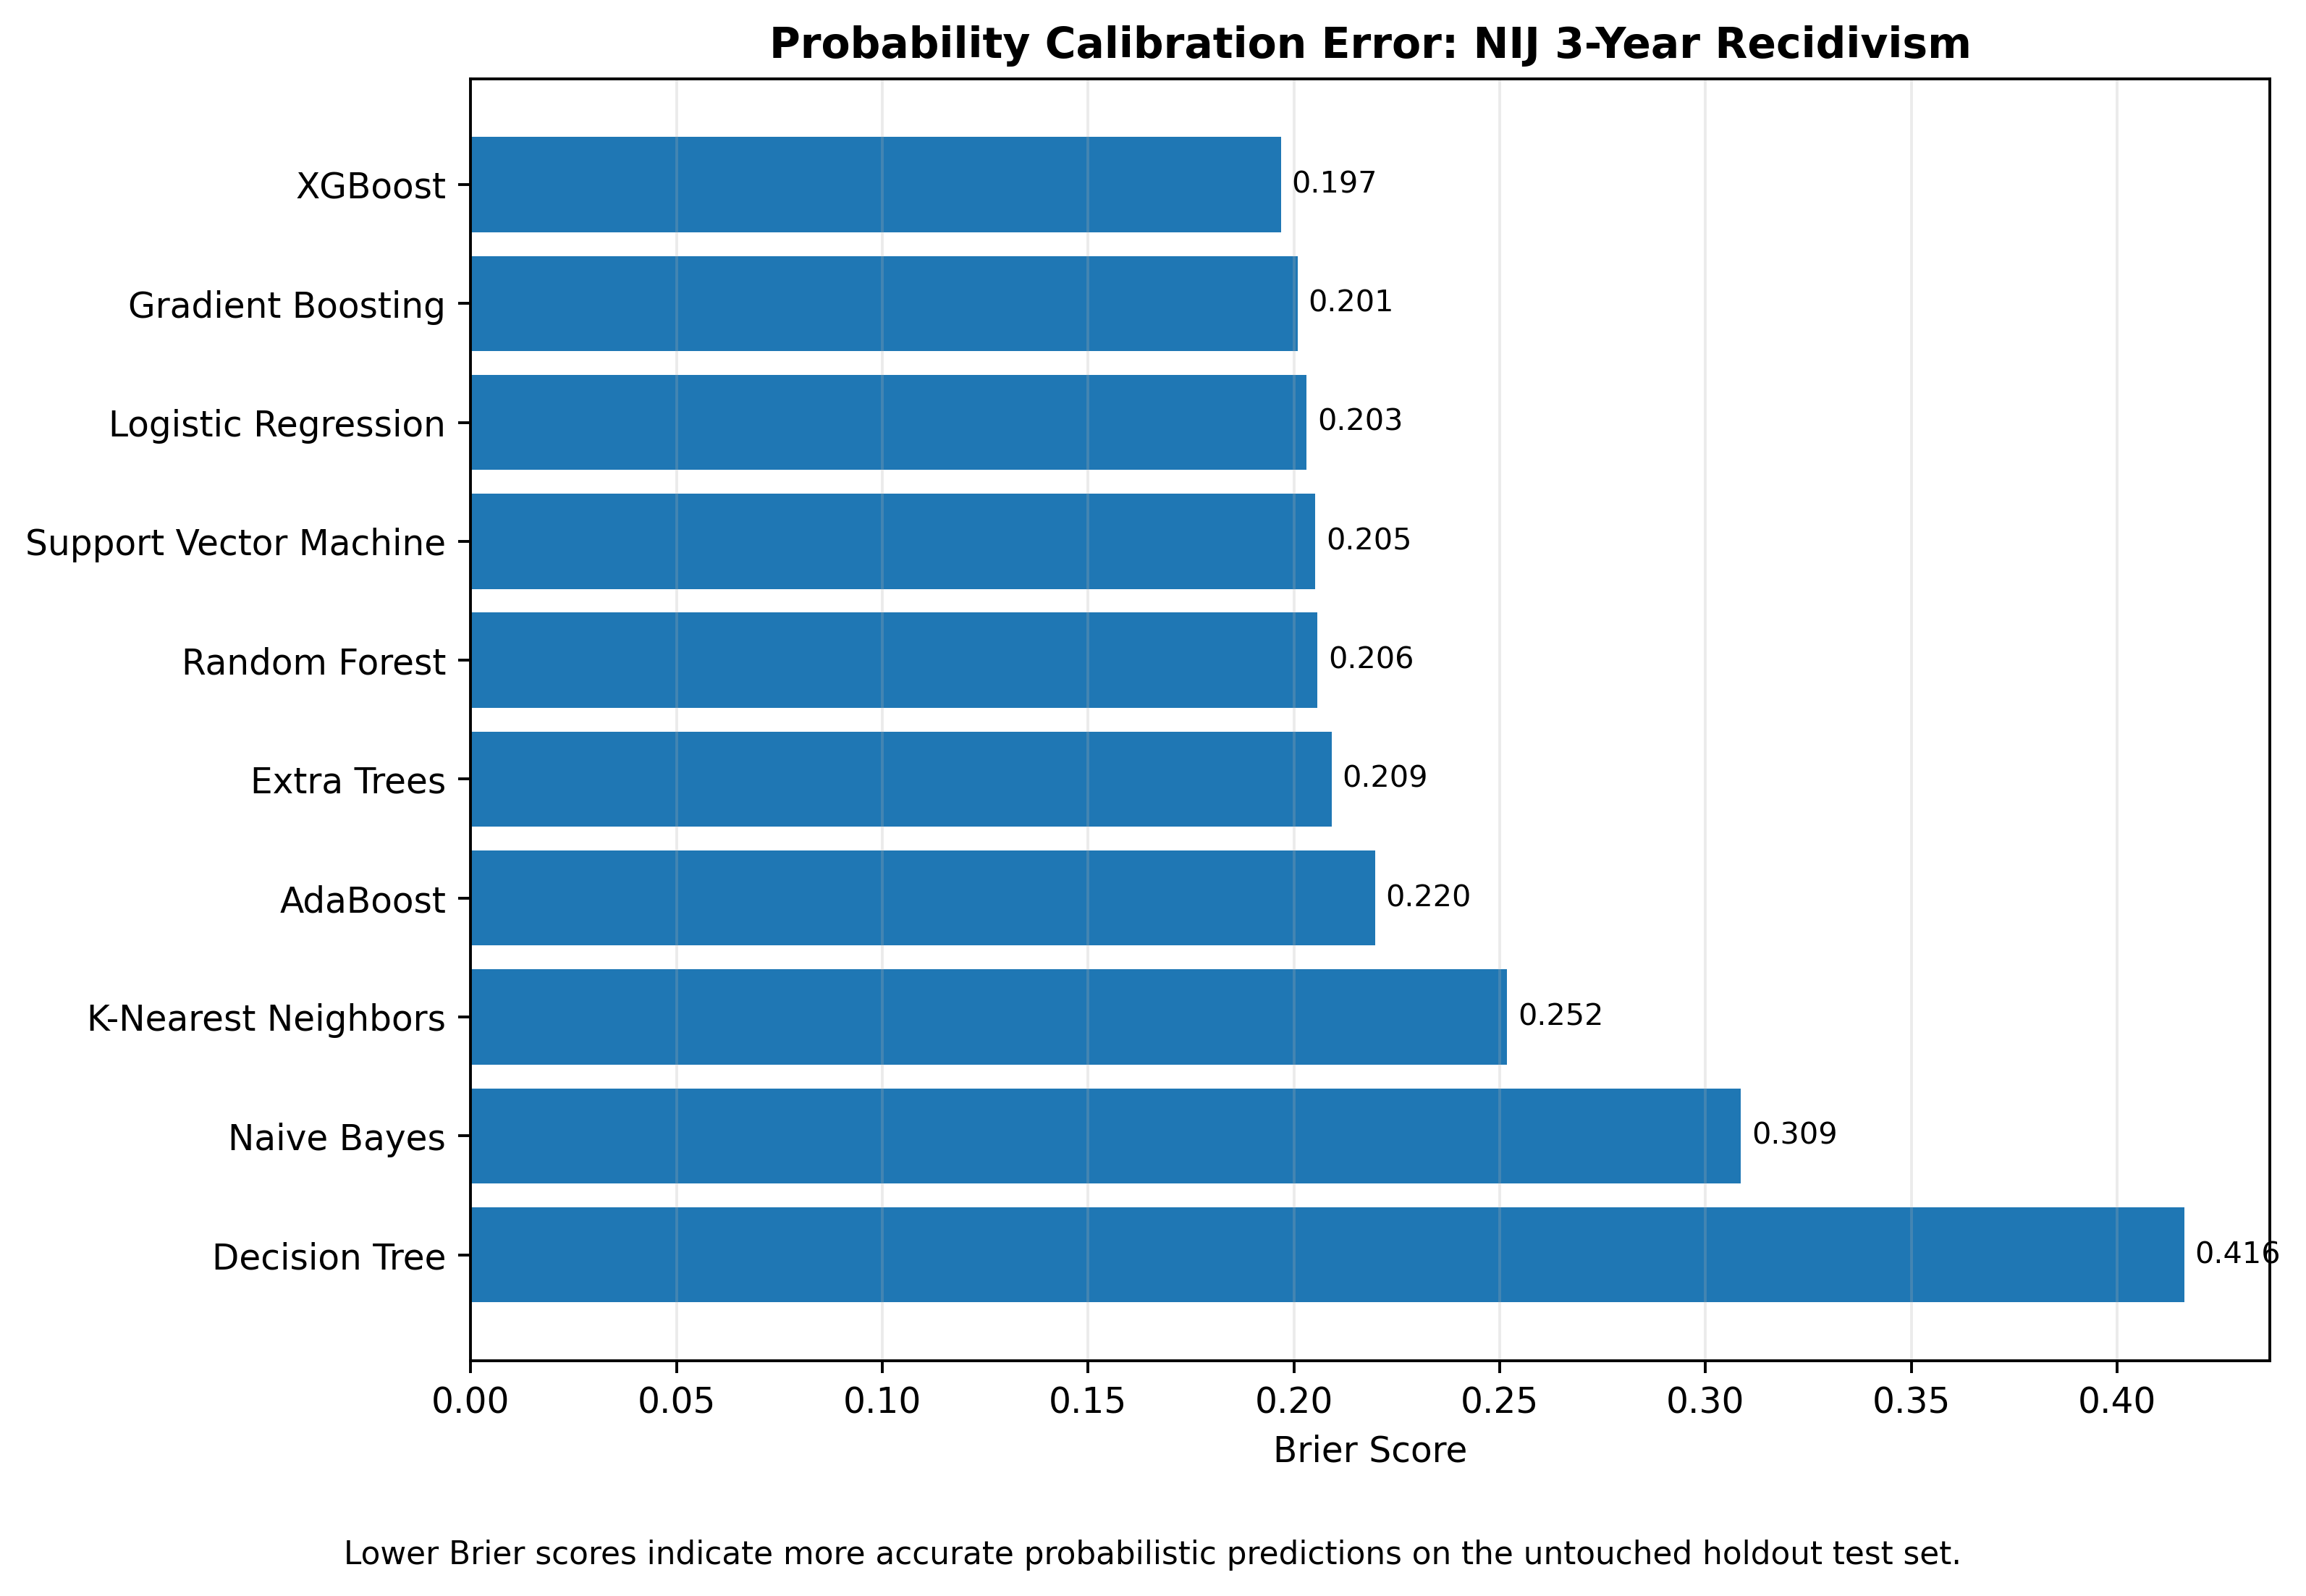 Probability Calibration Error: NIJ 3-Year Recidivism
XGBoost 0.197
Gradient Boosting 0.201
Logistic Regression 0.203
Support Vector Machine 0.205
Random Forest 0.206
Extra Trees 0.209
AdaBoost 0.220
K-Nearest Neighbors 0.252
Naive Bayes 0.309
Decision Tree 0.416
0.00 0.05 0.10 0.15 0.20 0.25 0.30 0.35 0.40
Brier Score
Lower Brier scores indicate more accurate probabilistic predictions on the untouched holdout test set.